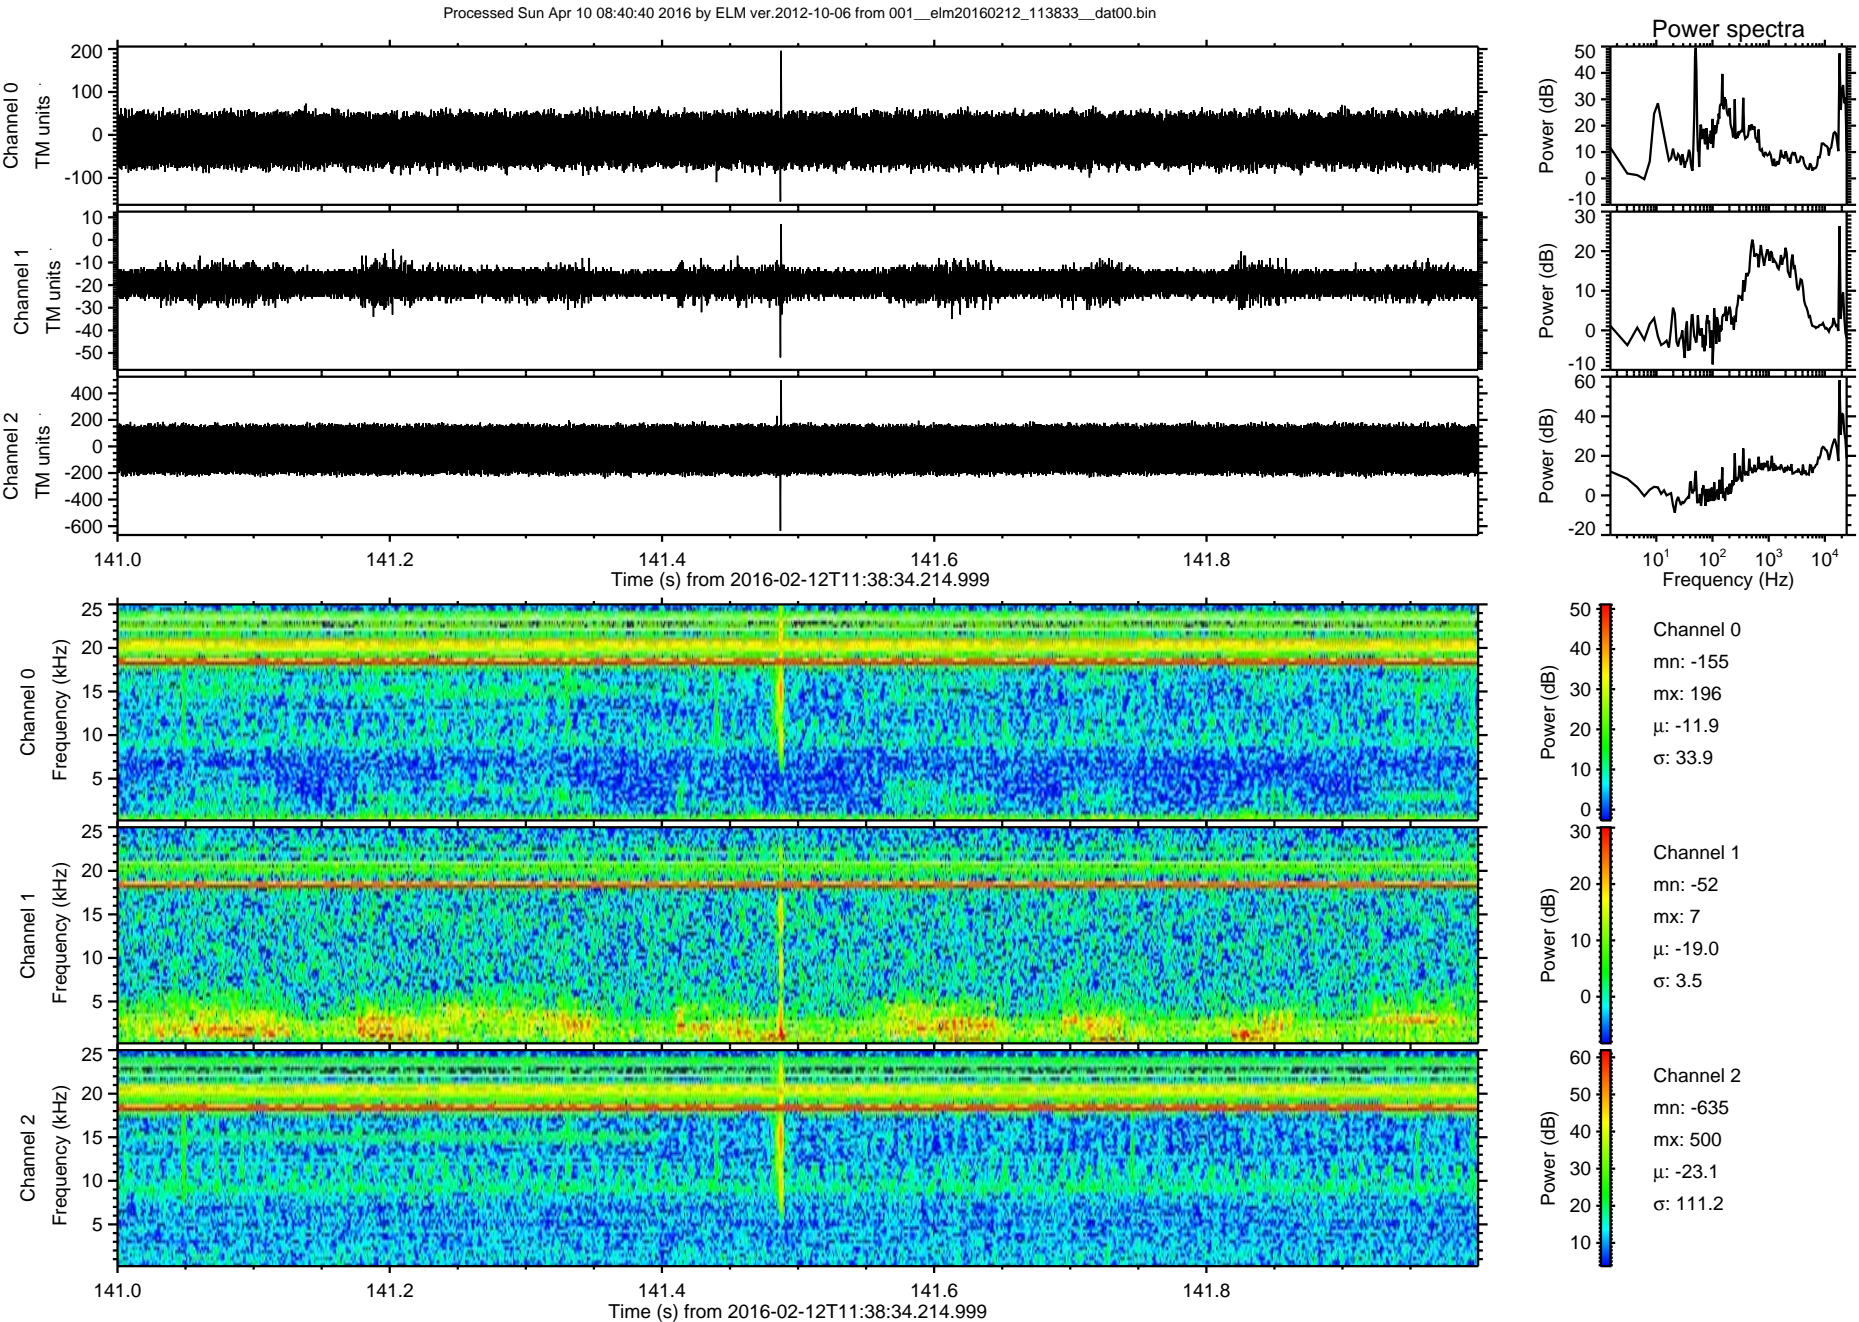 Processed Sun Apr 10 08:40:40 2016 by ELM ver.2012-10-06 from 001__elm20160212_113833__dat00.bin
Power spectra
Channel 0
TM units
200
100
0
-100
Power (dB)
50
40
30
20
10
0
-10
Channel 1
TM units
10
0
-10
-20
-30
-40
-50
Power (dB)
30
20
10
0
-10
Channel 2
TM units
400
200
0
-200
-400
-600
Power (dB)
60
40
20
0
-20
141.0 141.2 141.4 141.6 141.8
Time (s) from 2016-02-12T11:38:34.214.999
10¹ 10² 10³ 10⁴
Frequency (Hz)
Channel 0
Frequency (kHz)
25
20
15
10
5
Power (dB)
50
40
30
20
10
0
Channel 0
mn: -155
mx: 196
μ: -11.9
σ: 33.9
Channel 1
Frequency (kHz)
25
20
15
10
5
Power (dB)
30
20
10
0
Channel 1
mn: -52
mx: 7
μ: -19.0
σ: 3.5
Channel 2
Frequency (kHz)
25
20
15
10
5
Power (dB)
60
50
40
30
20
10
Channel 2
mn: -635
mx: 500
μ: -23.1
σ: 111.2
141.0 141.2 141.4 141.6 141.8
Time (s) from 2016-02-12T11:38:34.214.999